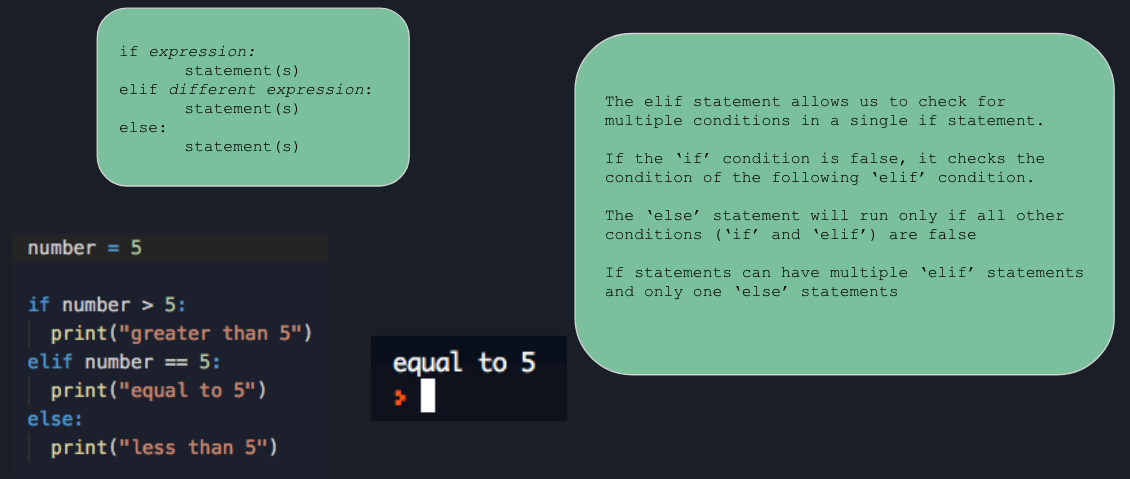 if expression:
statement(s)
elif different expression:
statement(s)
else:
statement(s)
The elif statement allows us to check for
multiple conditions in a single if statement.
If the ‘if’ condition is false, it checks the
condition of the following ‘elif’ condition.
The ‘else’ statement will run only if all other
conditions (‘if’ and ‘elif’) are false
If statements can have multiple ‘elif’ statements
and only one ‘else’ statements
number = 5
if number > 5:
print("greater than 5")
elif number == 5:
print("equal to 5")
else:
print("less than 5")
equal to 5
>